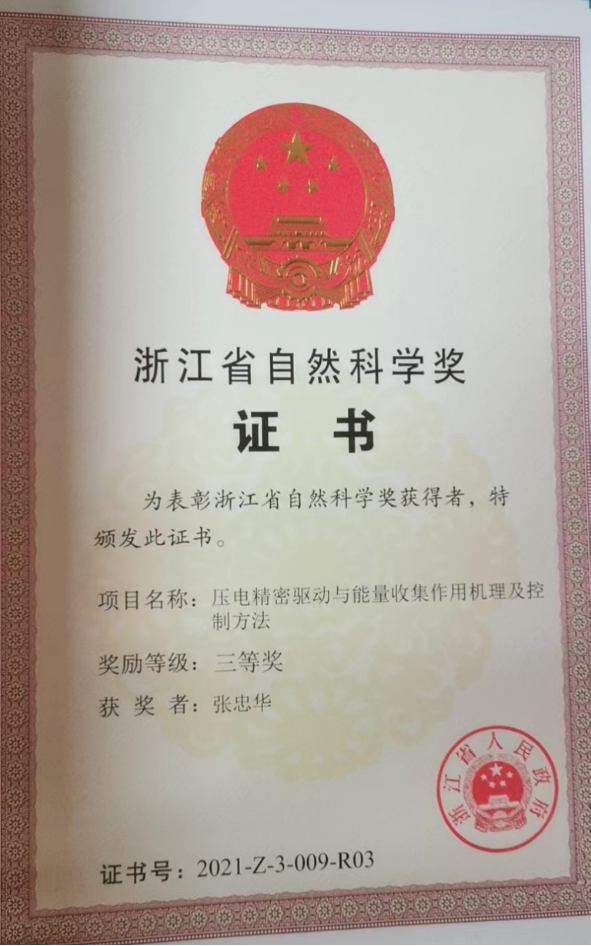 浙江省自然科学奖
证 书
为表彰浙江省自然科学奖获得者，特
颁发此证书。
项目名称：压电精密驱动与能量收集作用机理及控
制方法
奖励等级：三等奖
获 奖 者：张忠华
浙江省人民政府
证书号：2021-Z-3-009-R03